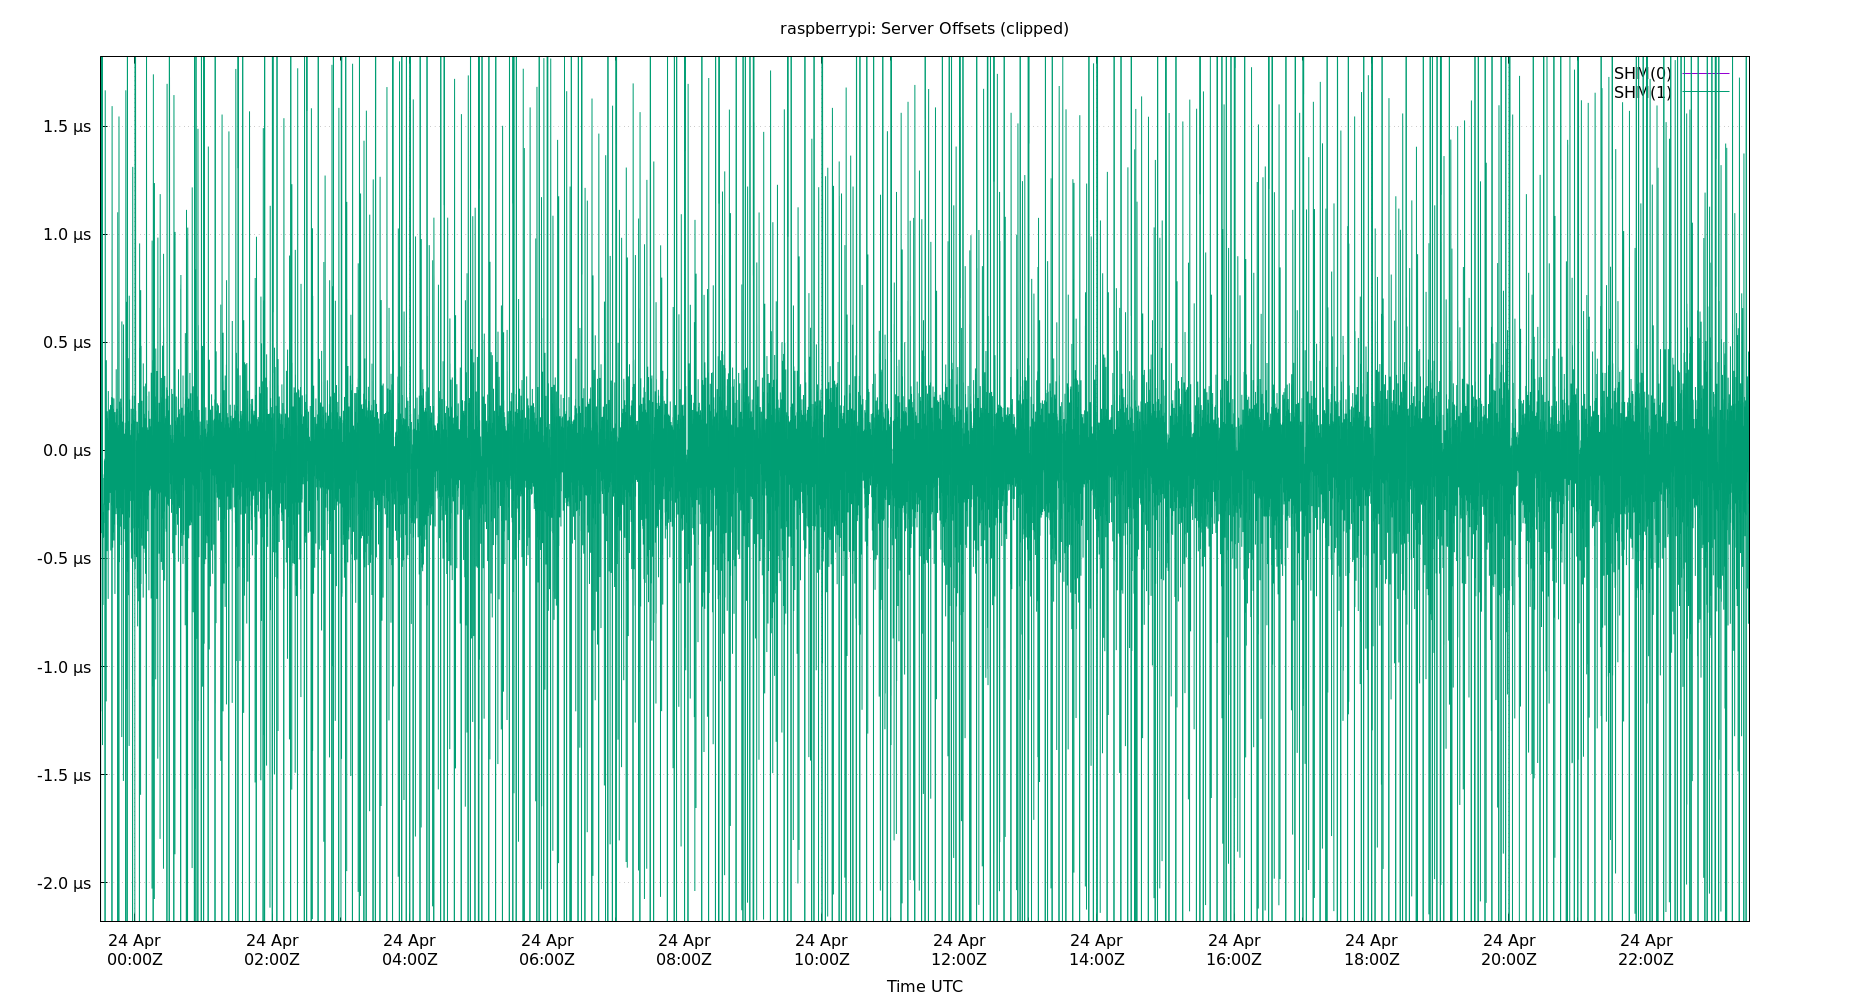 raspberrypi: Server Offsets (clipped)
SHM(0)
SHM(1)
1.5 µs
1.0 µs
0.5 µs
0.0 µs
-0.5 µs
-1.0 µs
-1.5 µs
-2.0 µs
24 Apr 24 Apr 24 Apr 24 Apr 24 Apr 24 Apr 24 Apr 24 Apr 24 Apr 24 Apr 24 Apr 24 Apr
00:00Z 02:00Z 04:00Z 06:00Z 08:00Z 10:00Z 12:00Z 14:00Z 16:00Z 18:00Z 20:00Z 22:00Z
Time UTC